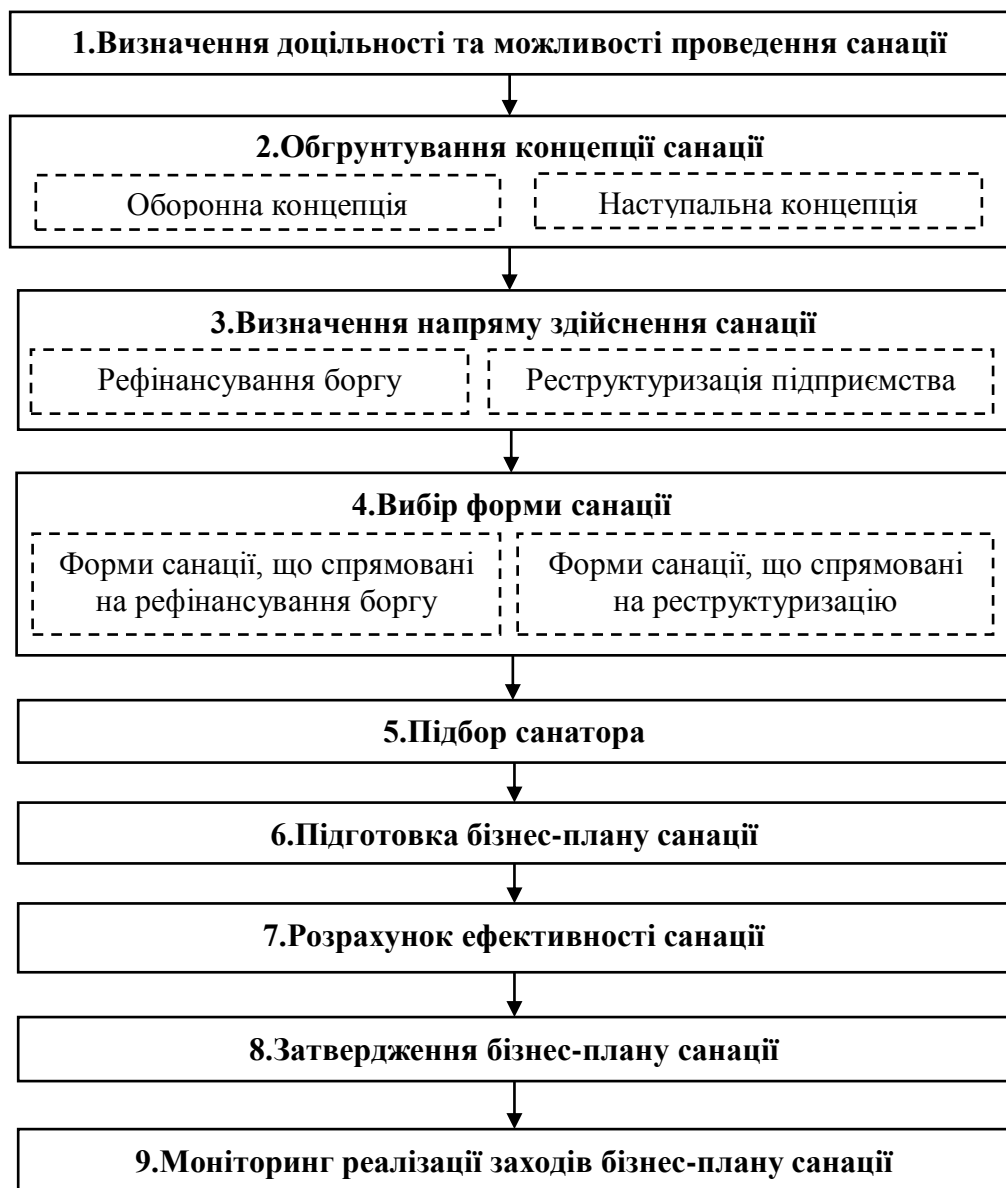 1.Визначення доцільності та можливості проведення санації
2.Обгрунтування концепції санації
Оборонна концепція
Наступальна концепція
3.Визначення напряму здійснення санації
Рефінансування боргу
Реструктуризація підприємства
4.Вибір форми санації
Форми санації, що спрямовані
на рефінансування боргу
Форми санації, що спрямовані
на реструктуризацію
5.Підбор санатора
6.Підготовка бізнес-плану санації
7.Розрахунок ефективності санації
8.Затвердження бізнес-плану санації
9.Моніторинг реалізації заходів бізнес-плану санації